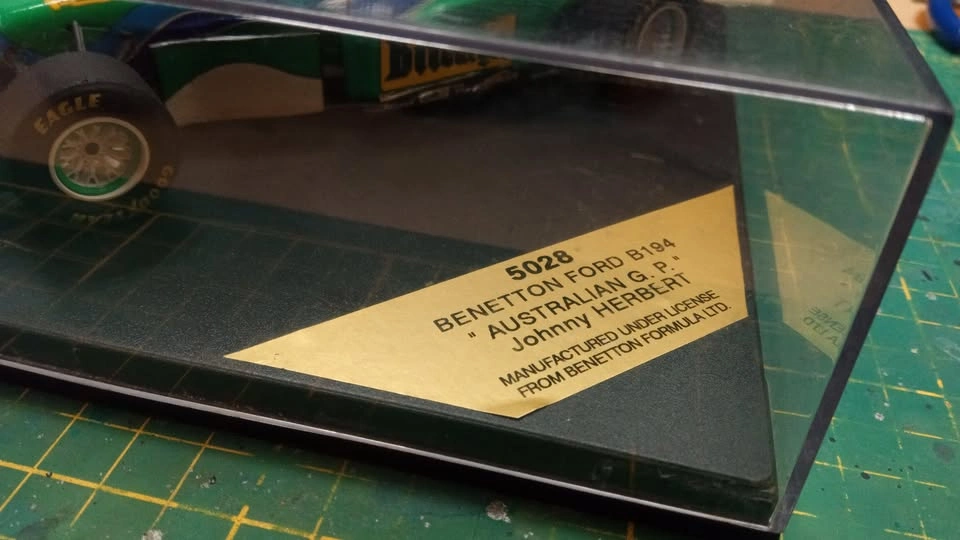 EAGLE
5028
BENETTON FORD B194
" AUSTRALIAN G. P."
Johnny HERBERT
MANUFACTURED UNDER LICENSE
FROM BENETTON FORMULA LTD.